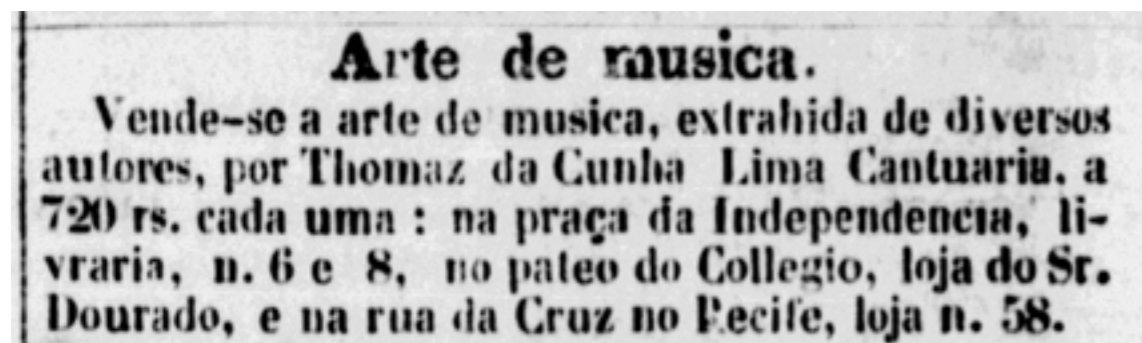 Arte de musica.
Vende-se a arte de musica, extrahida de diversos
autores, por Thomaz da Cunha Lima Cantuaria, a
720 rs. cada uma : na praça da Independencia, li-
vraria, n. 6 e 8, no pateo do Collegio, loja do Sr.
Dourado, e na rua da Cruz no Recife, loja n. 58.